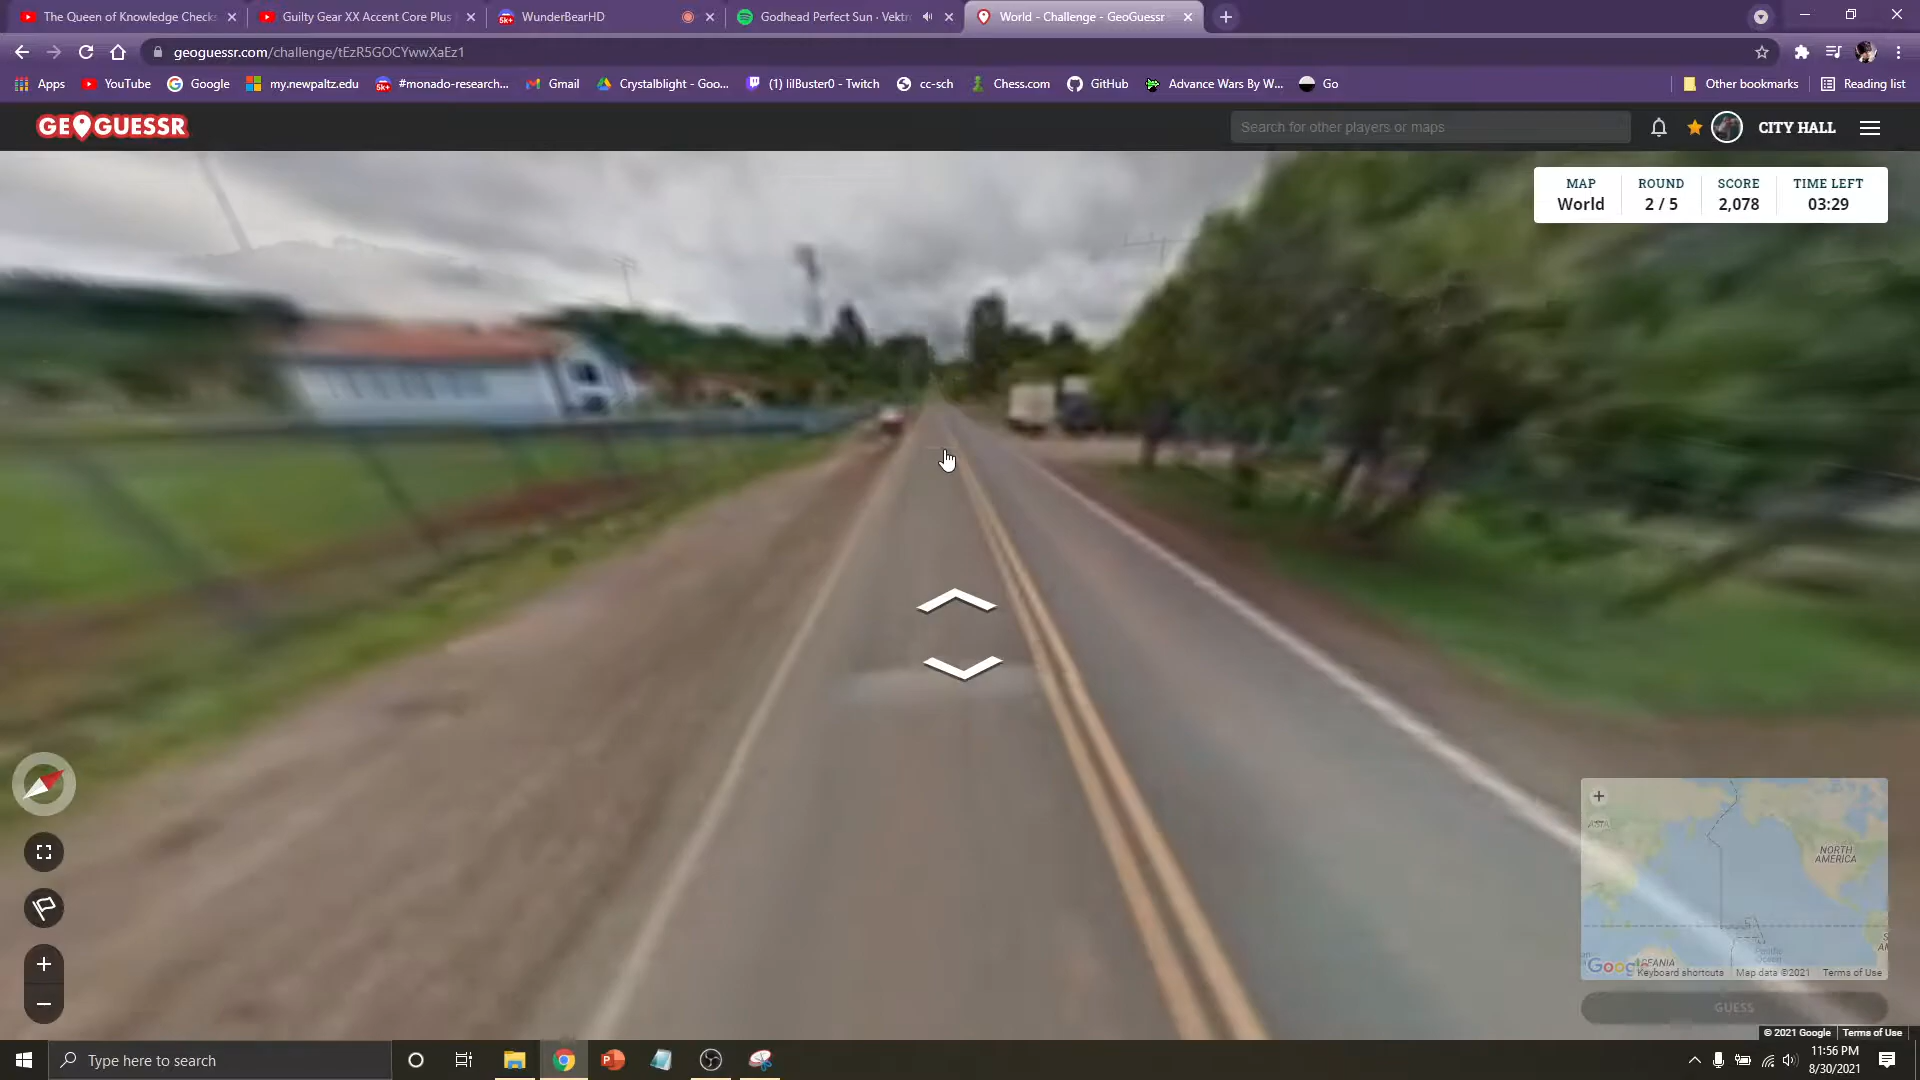 The Queen of Knowledge Check
Guilty Gear XX Accent Core Plus
WunderBearHD
Godhead Perfect Sun · Vektr
World - Challenge - GeoGuessr
geoguessr.com/challenge/tEzR5GOCYwwXaEz1
Apps
YouTube
Google
my.newpaltz.edu
#monado-research...
Gmail
Crystalblight - Goo...
(1) lilBuster0 - Twitch
cc-sch
Chess.com
GitHub
Advance Wars By W...
Go
Other bookmarks
Reading list
GEOGUESSR
Search for other players or maps
CITY HALL
MAP ROUND SCORE TIME LEFT
World 2 / 5 2,078 03:29
ASIA
NORTH
AMERICA
Pacific
Ocean
OCEANIA
Google
Keyboard shortcuts Map data ©2021 Terms of Use
GUESS
© 2021 Google Terms of Use
Type here to search
11:56 PM
8/30/2021